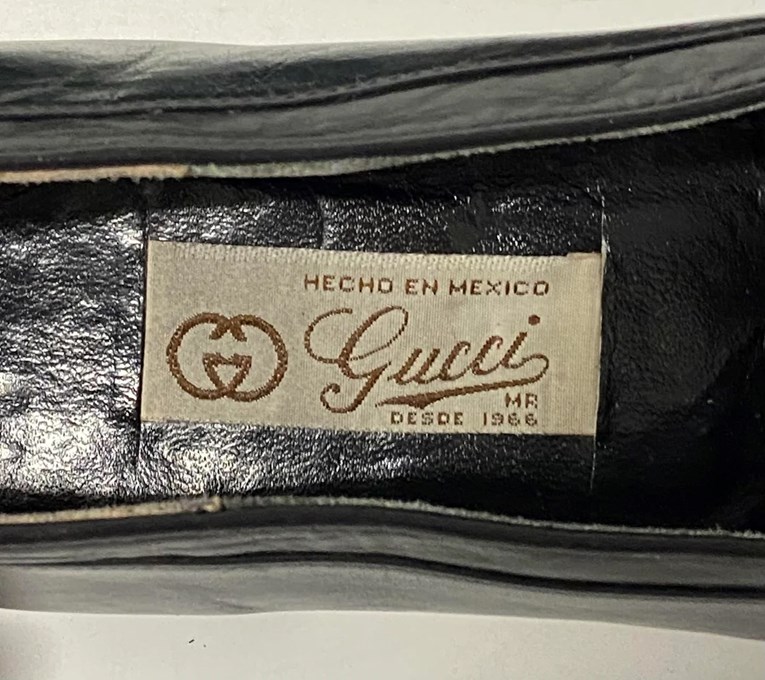 HECHO EN MEXICO
Gucci
MR
DESDE 1966